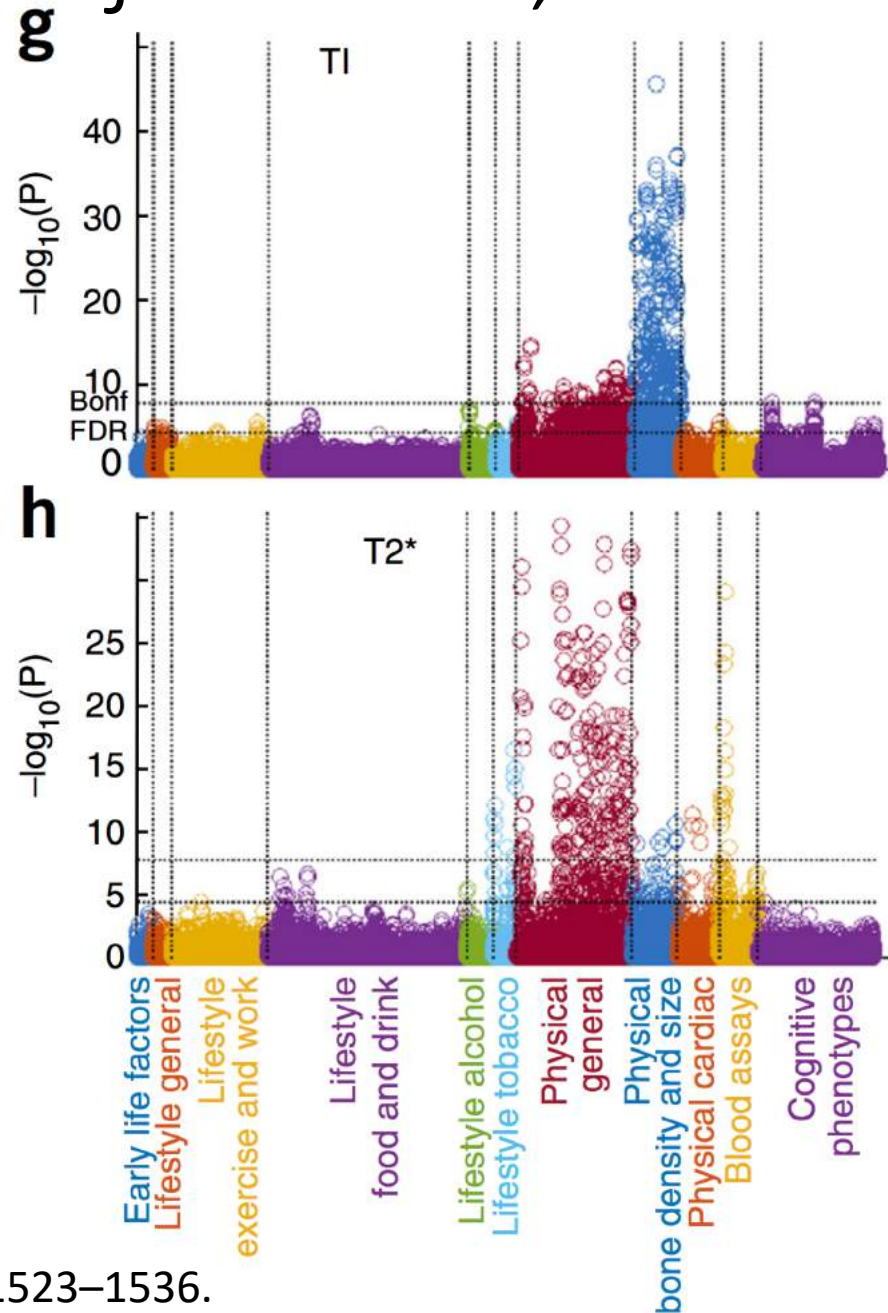 g
TI
–log10(P)
40
30
20
10
Bonf
FDR
0
h
T2*
–log10(P)
25
20
15
10
5
0
Early life factors
Lifestyle general
Lifestyle
exercise and work
Lifestyle
food and drink
Lifestyle alcohol
Lifestyle tobacco
Physical
general
Physical
bone density and size
Physical cardiac
Blood assays
Cognitive
phenotypes
1523–1536.